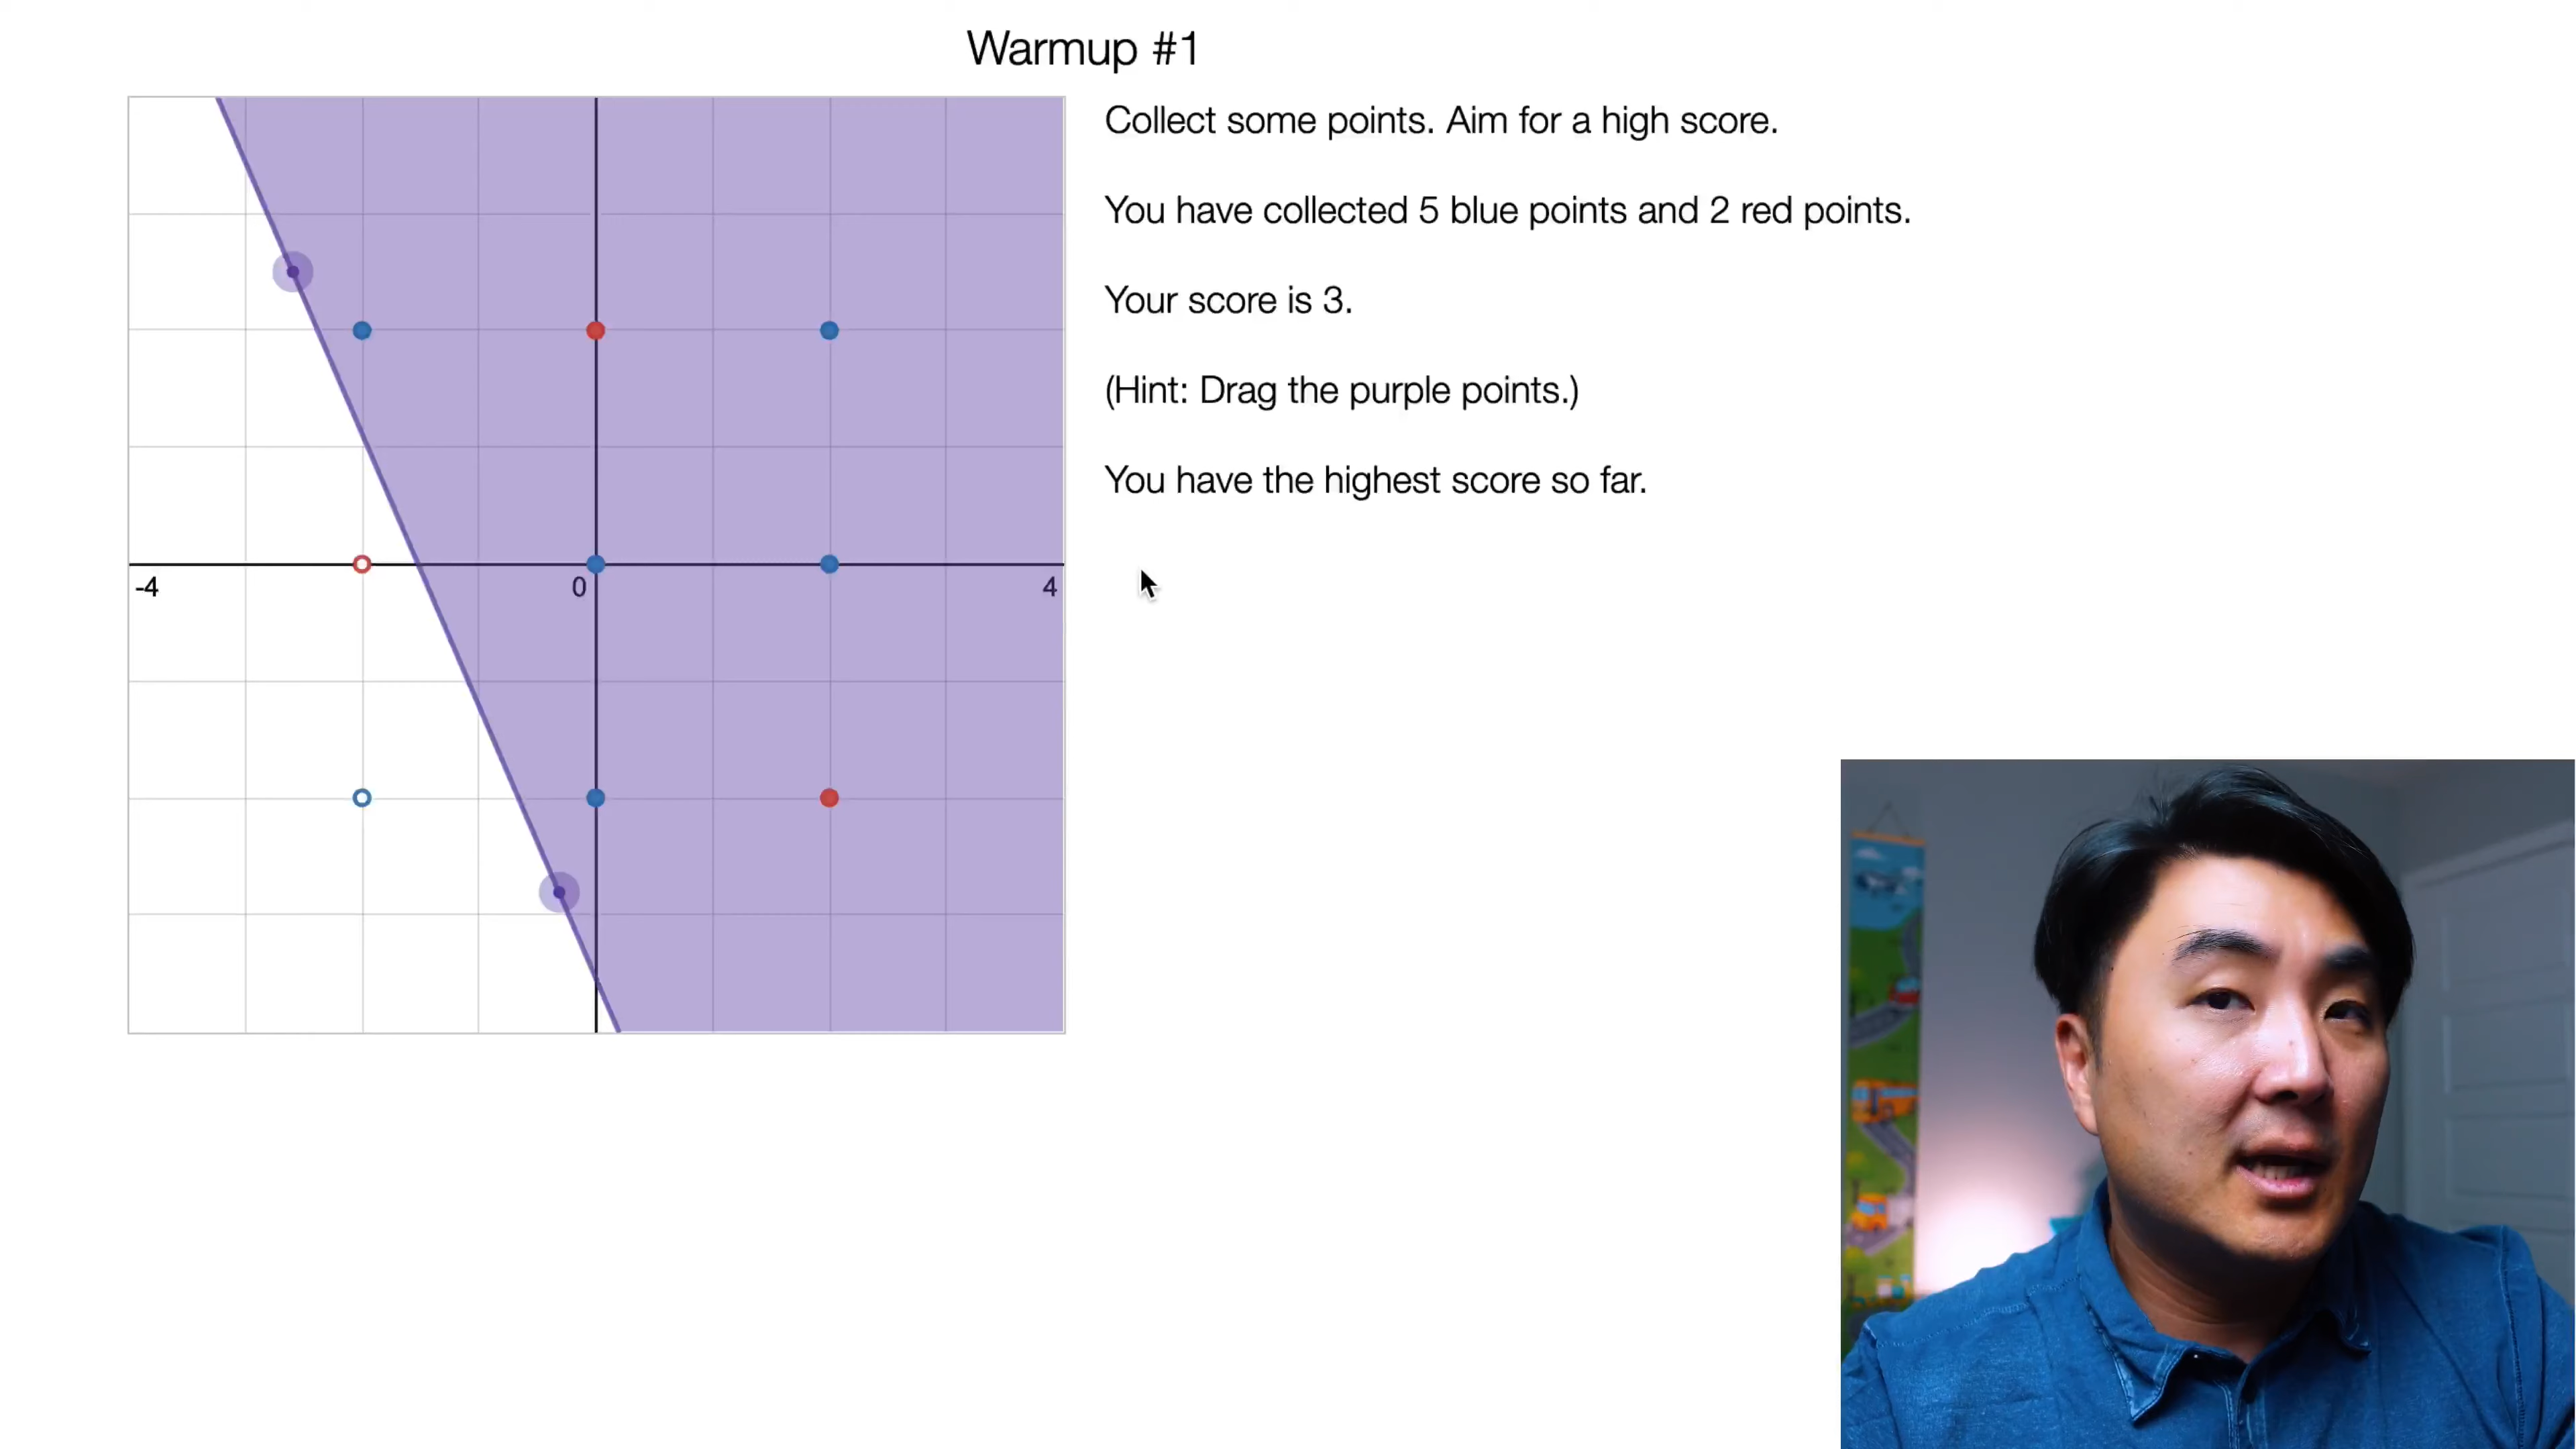 Warmup #1
Collect some points. Aim for a high score.
You have collected 5 blue points and 2 red points.
Your score is 3.
(Hint: Drag the purple points.)
You have the highest score so far.
-4
0
4